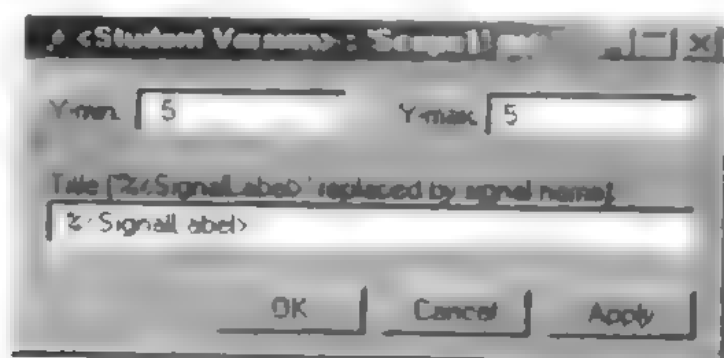 <Student Version> : 'Scope'
Y-min: 5 Y-max: 5
Title ('%<SignalLabel>' replaced by signal name):
%<SignalLabel>
OK Cancel Apply